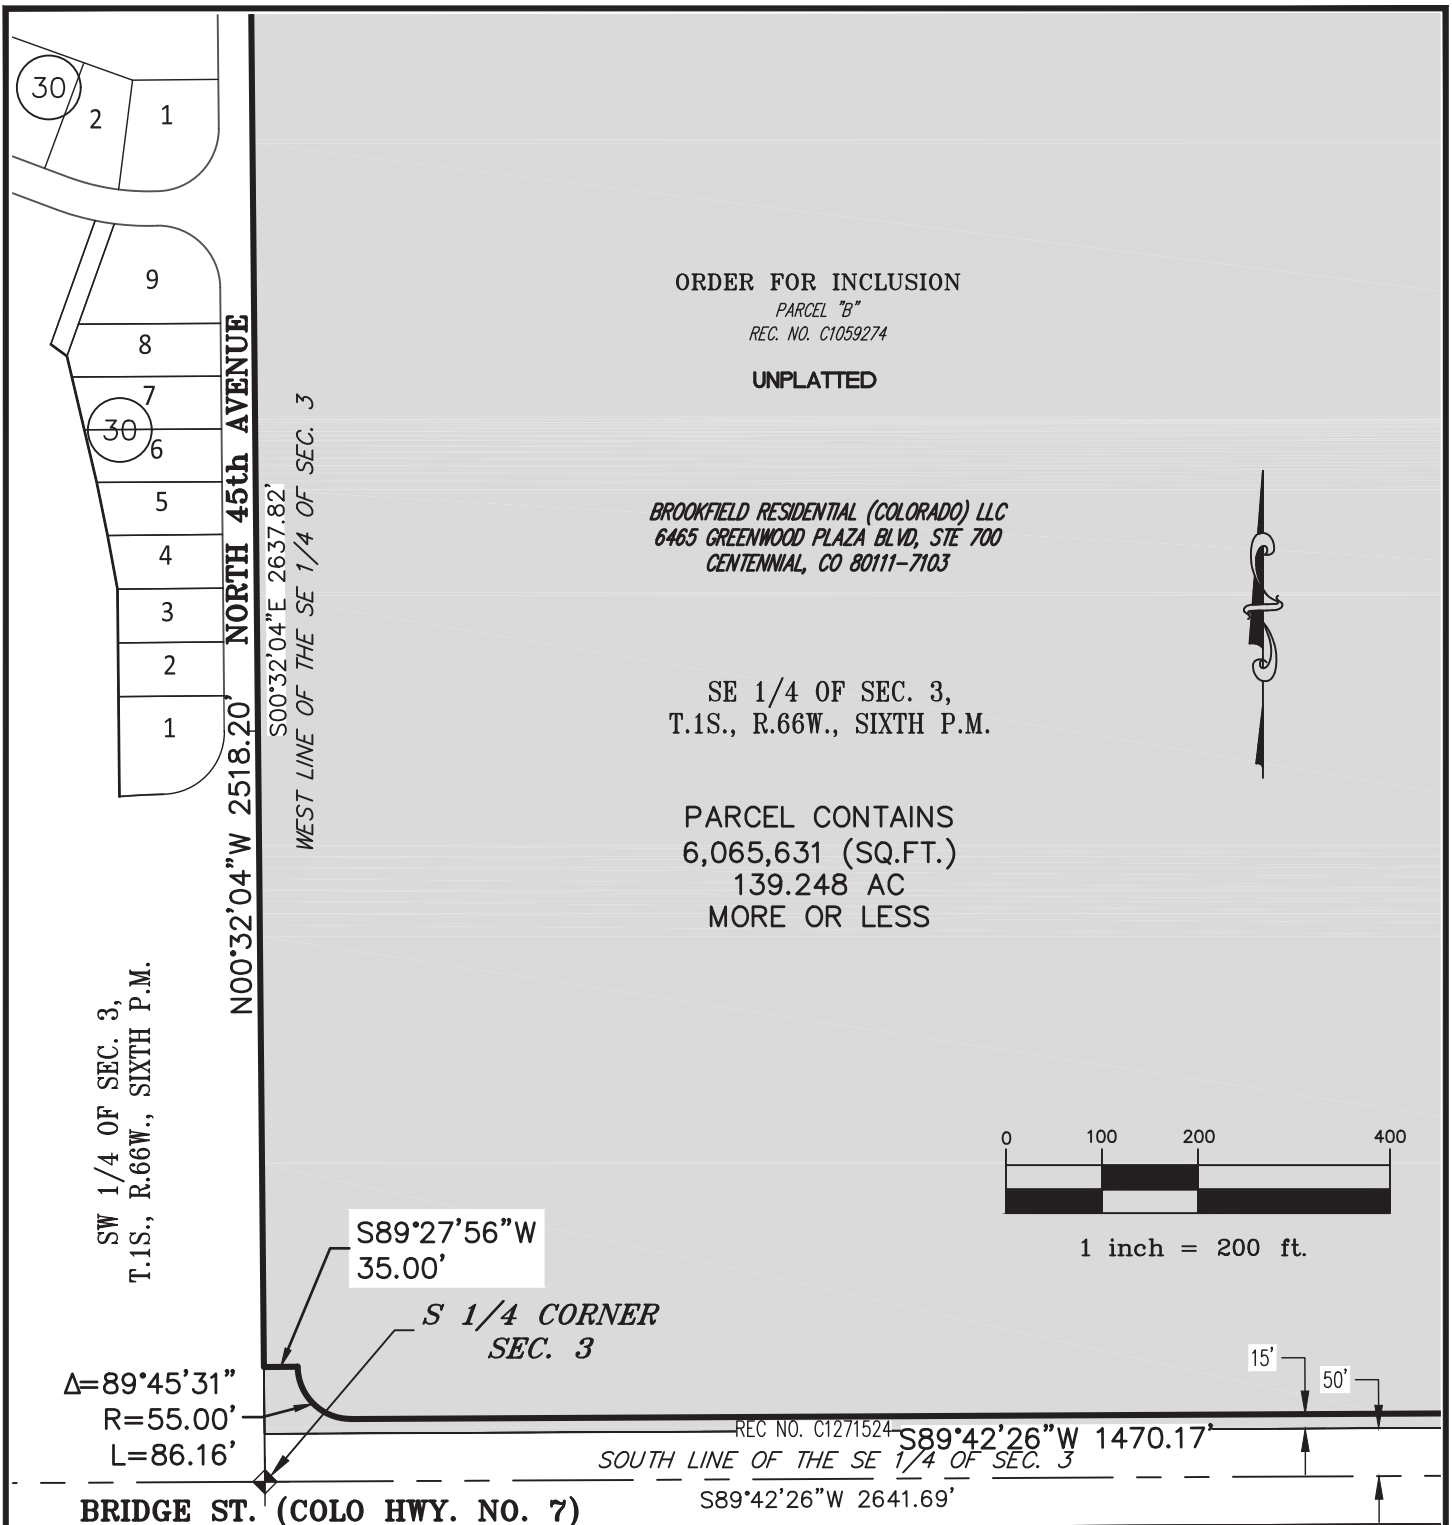 30
2
1
9
8
7
30
6
5
4
3
2
1
NORTH 45th AVENUE
N00°32'04"W 2518.20'
S00°32'04"E 2637.82'
WEST LINE OF THE SE 1/4 OF SEC. 3
ORDER FOR INCLUSION
PARCEL "B"
REC. NO. C1059274
UNPLATTED
BROOKFIELD RESIDENTIAL (COLORADO) LLC
6465 GREENWOOD PLAZA BLVD, STE 700
CENTENNIAL, CO 80111-7103
SE 1/4 OF SEC. 3,
T.1S., R.66W., SIXTH P.M.
PARCEL CONTAINS
6,065,631 (SQ.FT.)
139.248 AC
MORE OR LESS
SW 1/4 OF SEC. 3,
T.1S., R.66W., SIXTH P.M.
0 100 200 400
1 inch = 200 ft.
S89°27'56"W
35.00'
S 1/4 CORNER
SEC. 3
Δ=89°45'31"
R=55.00'
L=86.16'
15'
50'
REC NO. C1271524
S89°42'26"W 1470.17'
SOUTH LINE OF THE SE 1/4 OF SEC. 3
S89°42'26"W 2641.69'
BRIDGE ST. (COLO HWY. NO. 7)